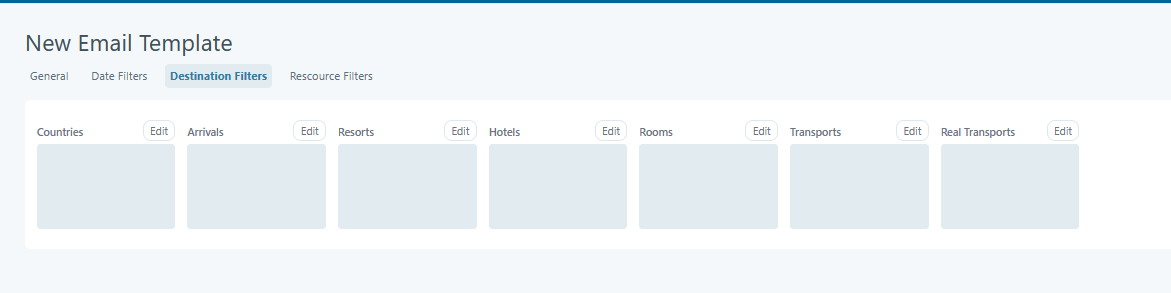 New Email Template
General Date Filters Destination Filters Rescource Filters
Countries Edit Arrivals Edit Resorts Edit Hotels Edit Rooms Edit Transports Edit Real Transports Edit